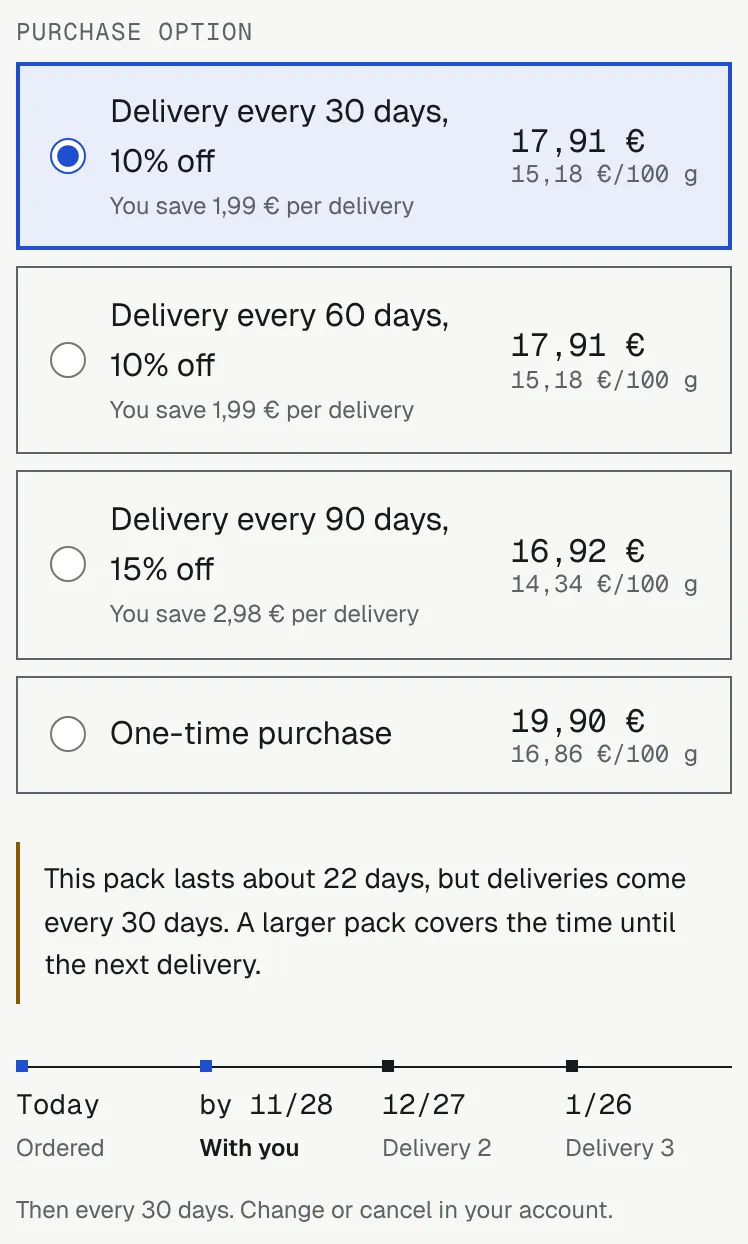 PURCHASE OPTION
Delivery every 30 days,
10% off
You save 1,99 € per delivery
17,91 €
15,18 €/100 g
Delivery every 60 days,
10% off
You save 1,99 € per delivery
17,91 €
15,18 €/100 g
Delivery every 90 days,
15% off
You save 2,98 € per delivery
16,92 €
14,34 €/100 g
One-time purchase
19,90 €
16,86 €/100 g
This pack lasts about 22 days, but deliveries come
every 30 days. A larger pack covers the time until
the next delivery.
Today
Ordered
by 11/28
With you
12/27
Delivery 2
1/26
Delivery 3
Then every 30 days. Change or cancel in your account.